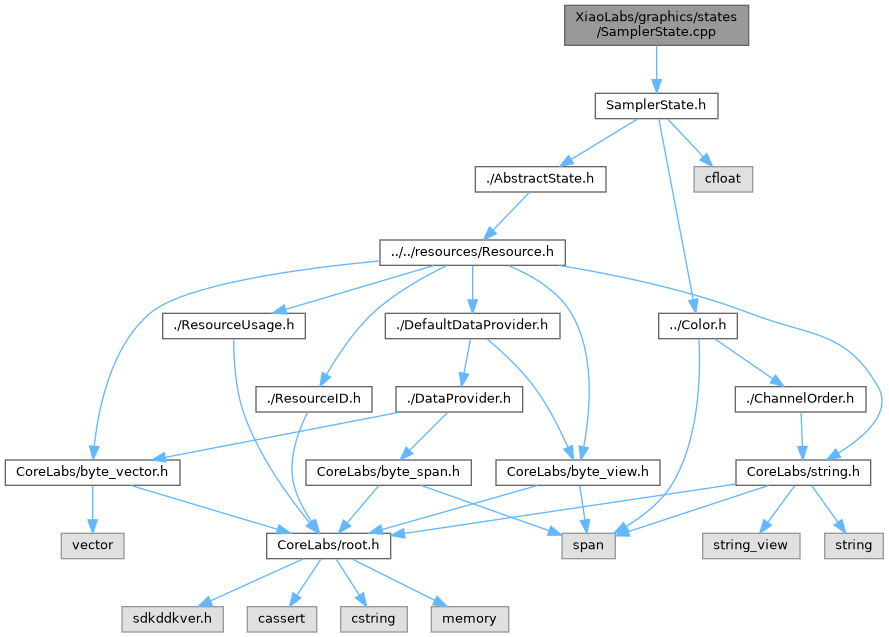 XiaoLabs/graphics/states
/SamplerState.cpp
SamplerState.h
./AbstractState.h
cfloat
../../resources/Resource.h
./ResourceUsage.h
./DefaultDataProvider.h
../Color.h
./ResourceID.h
./DataProvider.h
./ChannelOrder.h
CoreLabs/byte_vector.h
CoreLabs/byte_span.h
CoreLabs/byte_view.h
CoreLabs/string.h
vector
CoreLabs/root.h
span
string_view
string
sdkddkver.h
cassert
cstring
memory